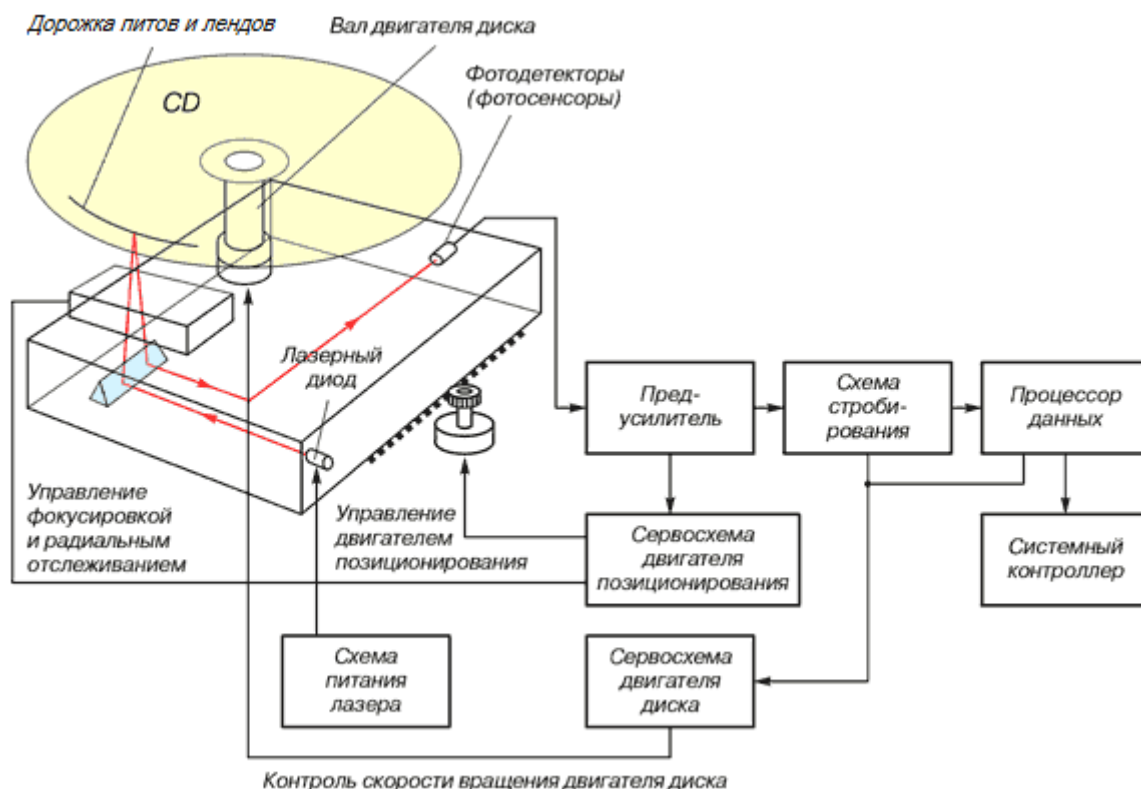 Дорожка питов и лендов
Вал двигателя диска
Фотодетекторы
(фотосенсоры)
CD
Лазерный
диод
Пред-
усилитель
Схема
строби-
рования
Процессор
данных
Управление
фокусировкой
и радиальным
отслеживанием
Управление
двигателем
позиционирования
Сервосхема
двигателя
позиционирования
Системный
контроллер
Схема
питания
лазера
Сервосхема
двигателя
диска
Контроль скорости вращения двигателя диска